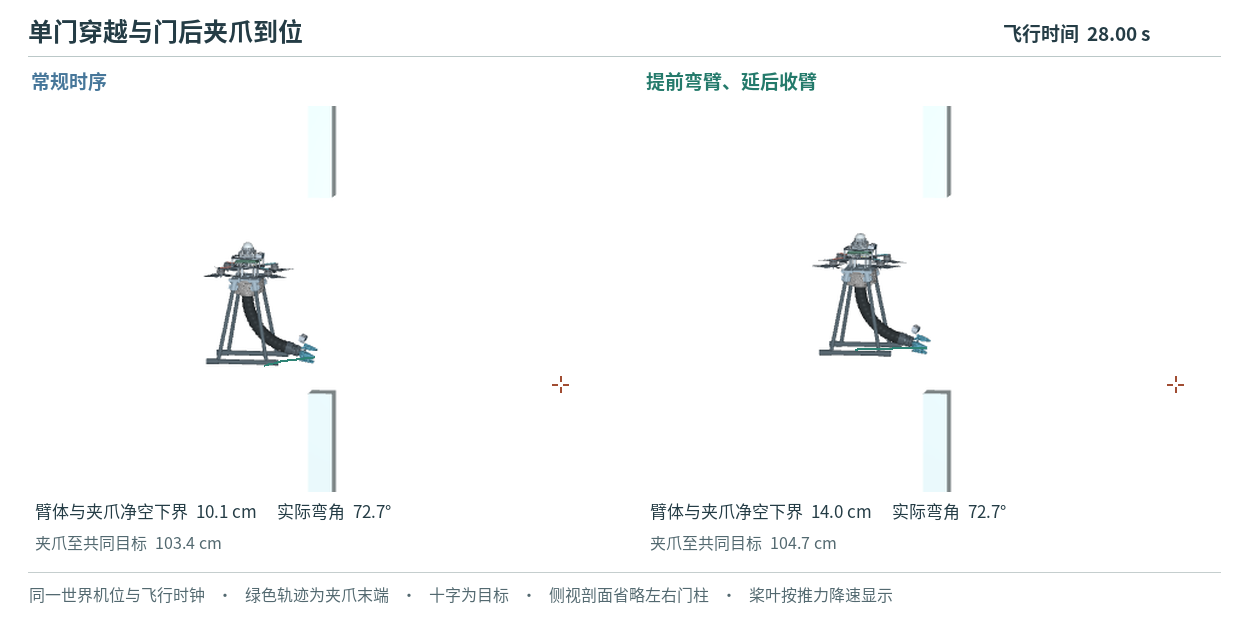 单门穿越与门后夹爪到位
飞行时间 28.00 s
常规时序
提前弯臂、延后收臂
臂体与夹爪净空下界 10.1 cm 实际弯角 72.7°
夹爪至共同目标 103.4 cm
臂体与夹爪净空下界 14.0 cm 实际弯角 72.7°
夹爪至共同目标 104.7 cm
同一世界机位与飞行时钟 · 绿色轨迹为夹爪末端 · 十字为目标 · 侧视剖面省略左右门柱 · 桨叶按推力降速显示